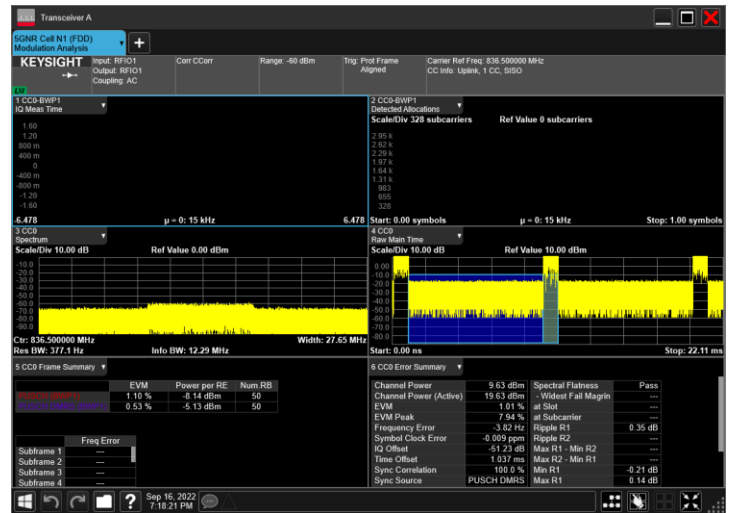 Transceiver A
5GNR Cell N1 (FDD)
Modulation Analysis
KEYSIGHT
Input: RFIO1
Output: RFIO1
Coupling: AC
Corr CCorr
Range: -60 dBm
Trig: Prot Frame
Aligned
Carrier Ref Freq: 836.500000 MHz
CC Info: Uplink, 1 CC, SISO
1 CC0-BWP1
IQ Meas Time
1.60
1.20
800 m
400 m
0
-400 m
-800 m
-1.20
-1.60
-6.478 μ = 0: 15 kHz 6.478
2 CC0-BWP1
Detected Allocations
Scale/Div 328 subcarriers Ref Value 0 subcarriers
2.95 k
2.62 k
2.29 k
1.97 k
1.64 k
1.31 k
983
655
328
Start: 0.00 symbols μ = 0: 15 kHz Stop: 1.00 symbols
3 CC0
Spectrum
Scale/Div 10.00 dB Ref Value 0.00 dBm
-10.0
-20.0
-30.0
-40.0
-50.0
-60.0
-70.0
-80.0
-90.0
Ctr: 836.500000 MHz Width: 27.65 MHz
Res BW: 377.1 Hz Info BW: 12.29 MHz
4 CC0
Raw Main Time
Scale/Div 10.00 dB Ref Value 10.00 dBm
0.00
-10.0
-20.0
-30.0
-40.0
-50.0
-60.0
-70.0
-80.0
Start: 0.00 ns Stop: 22.11 ms
5 CC0 Frame Summary
EVM Power per RE Num.RB
PUSCH (BWP1) 1.10 % -8.14 dBm 50
0.53 % -5.13 dBm 50
Freq Error
Subframe 1 ---
Subframe 2 ---
Subframe 3 ---
Subframe 4 ---
6 CC0 Error Summary
Channel Power 9.63 dBm Spectral Flatness Pass
Channel Power (Active) 19.63 dBm - Widest Fail Magrin ---
EVM 1.01 % at Slot ---
EVM Peak 7.94 % at Subcarrier ---
Frequency Error -3.82 Hz Ripple R1 0.35 dB
Symbol Clock Error -0.009 ppm Ripple R2 ---
IQ Offset -51.23 dB Max R1 - Min R2 ---
Time Offset 1.037 ms Max R2 - Min R1 ---
Sync Correlation 100.0 % Min R1 -0.21 dB
Sync Source PUSCH DMRS Max R1 0.14 dB
Sep 16, 2022
7:18:21 PM